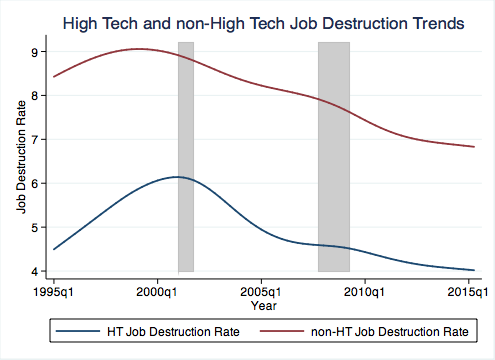 High Tech and non-High Tech Job Destruction Trends
Job Destruction Rate
9
8
7
6
5
4
1995q1 2000q1 2005q1 2010q1 2015q1
Year
HT Job Destruction Rate non-HT Job Destruction Rate